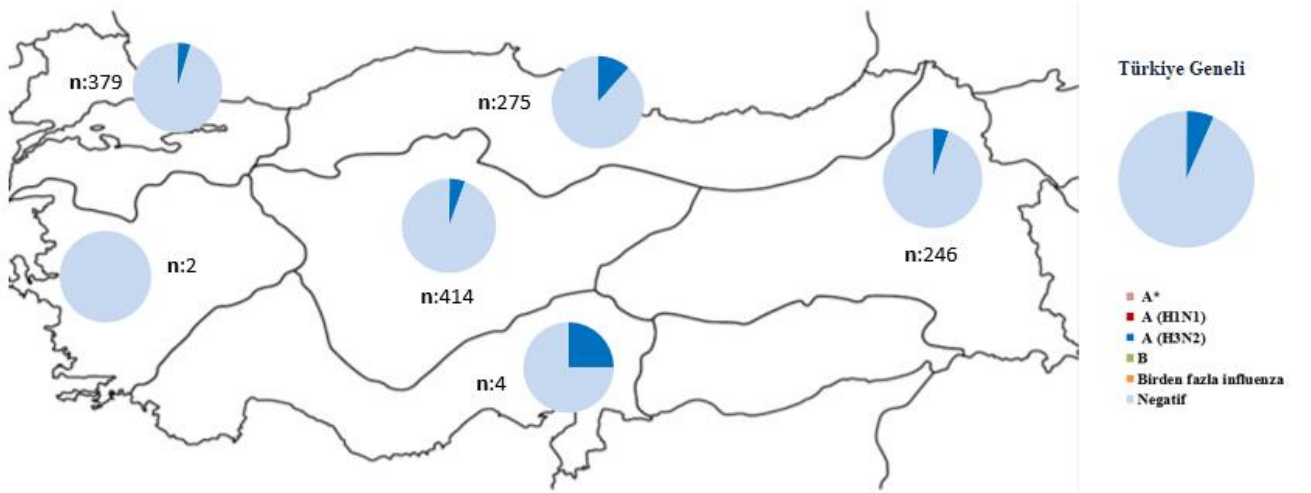 Türkiye Geneli
n:379
n:275
n:2
n:414
n:246
n:4
A*
A (H1N1)
A (H3N2)
B
Birden fazla influenza
Negatif